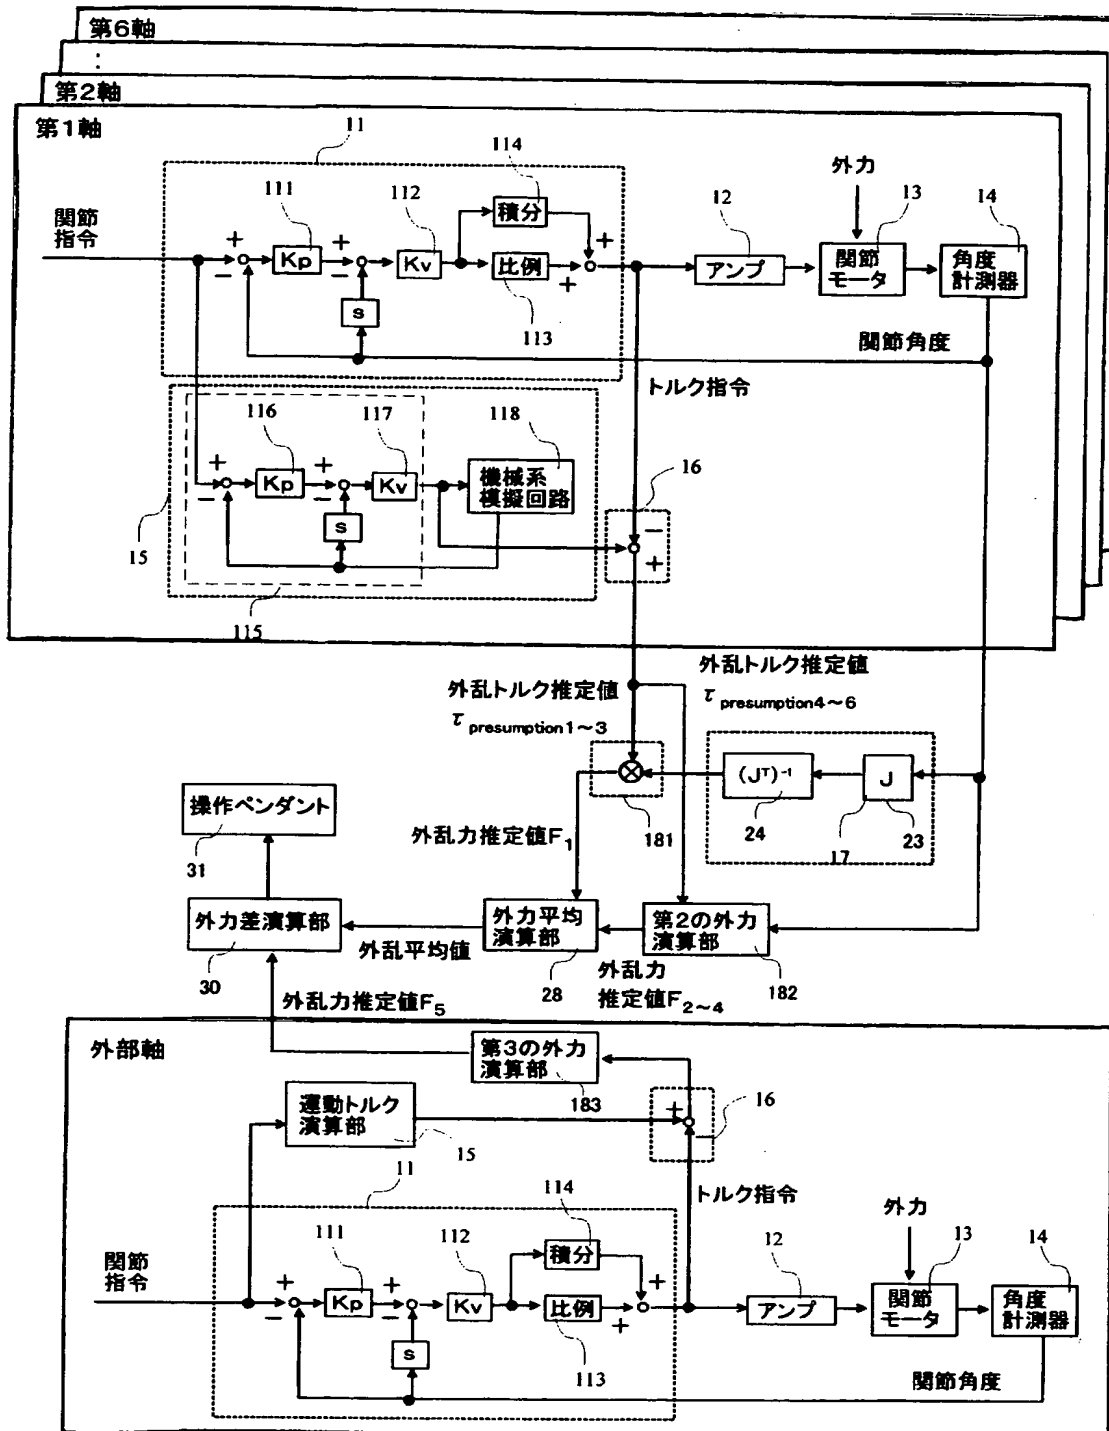 第6軸
:
第2軸
第1軸
11
114
111
112
積分
12
外力
13
14
関節
指令
+
+
+
Kp
Kv
比例
アンプ
関節
モータ
角度
計測器
−
−
+
s
113
関節角度
トルク指令
116
117
118
16
+
+
Kp
Kv
機械系
模擬回路
−
−
−
s
+
15
115
外乱トルク推定値
τ presumption1~3
外乱トルク推定値
τ presumption4~6
(Jᵀ)⁻¹
J
24
17
23
181
操作ペンダント
31
外乱力推定値F₁
外力差演算部
30
外乱平均値
外力平均
演算部
28
第2の外力
演算部
182
外乱力
推定値F₂~₄
外乱力推定値F₅
外部軸
第3の外力
演算部
183
運動トルク
演算部
15
+
−
16
11
114
トルク指令
外力
111
112
積分
12
13
14
関節
指令
+
+
+
Kp
Kv
比例
アンプ
関節
モータ
角度
計測器
−
−
+
s
113
関節角度